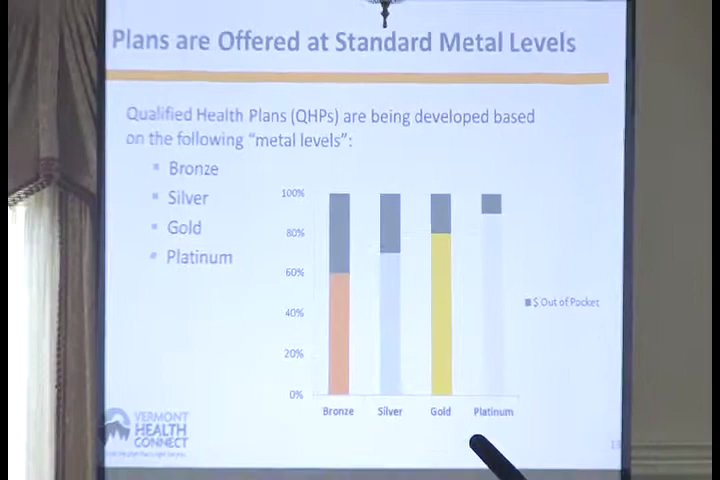 Plans are Offered at Standard Metal Levels
Qualified Health Plans (QHPs) are being developed based
on the following “metal levels”:
Bronze
Silver
Gold
Platinum
100%
80%
60%
40%
20%
0%
Bronze Silver Gold Platinum
$ Out of Pocket
VERMONT
HEALTH
CONNECT